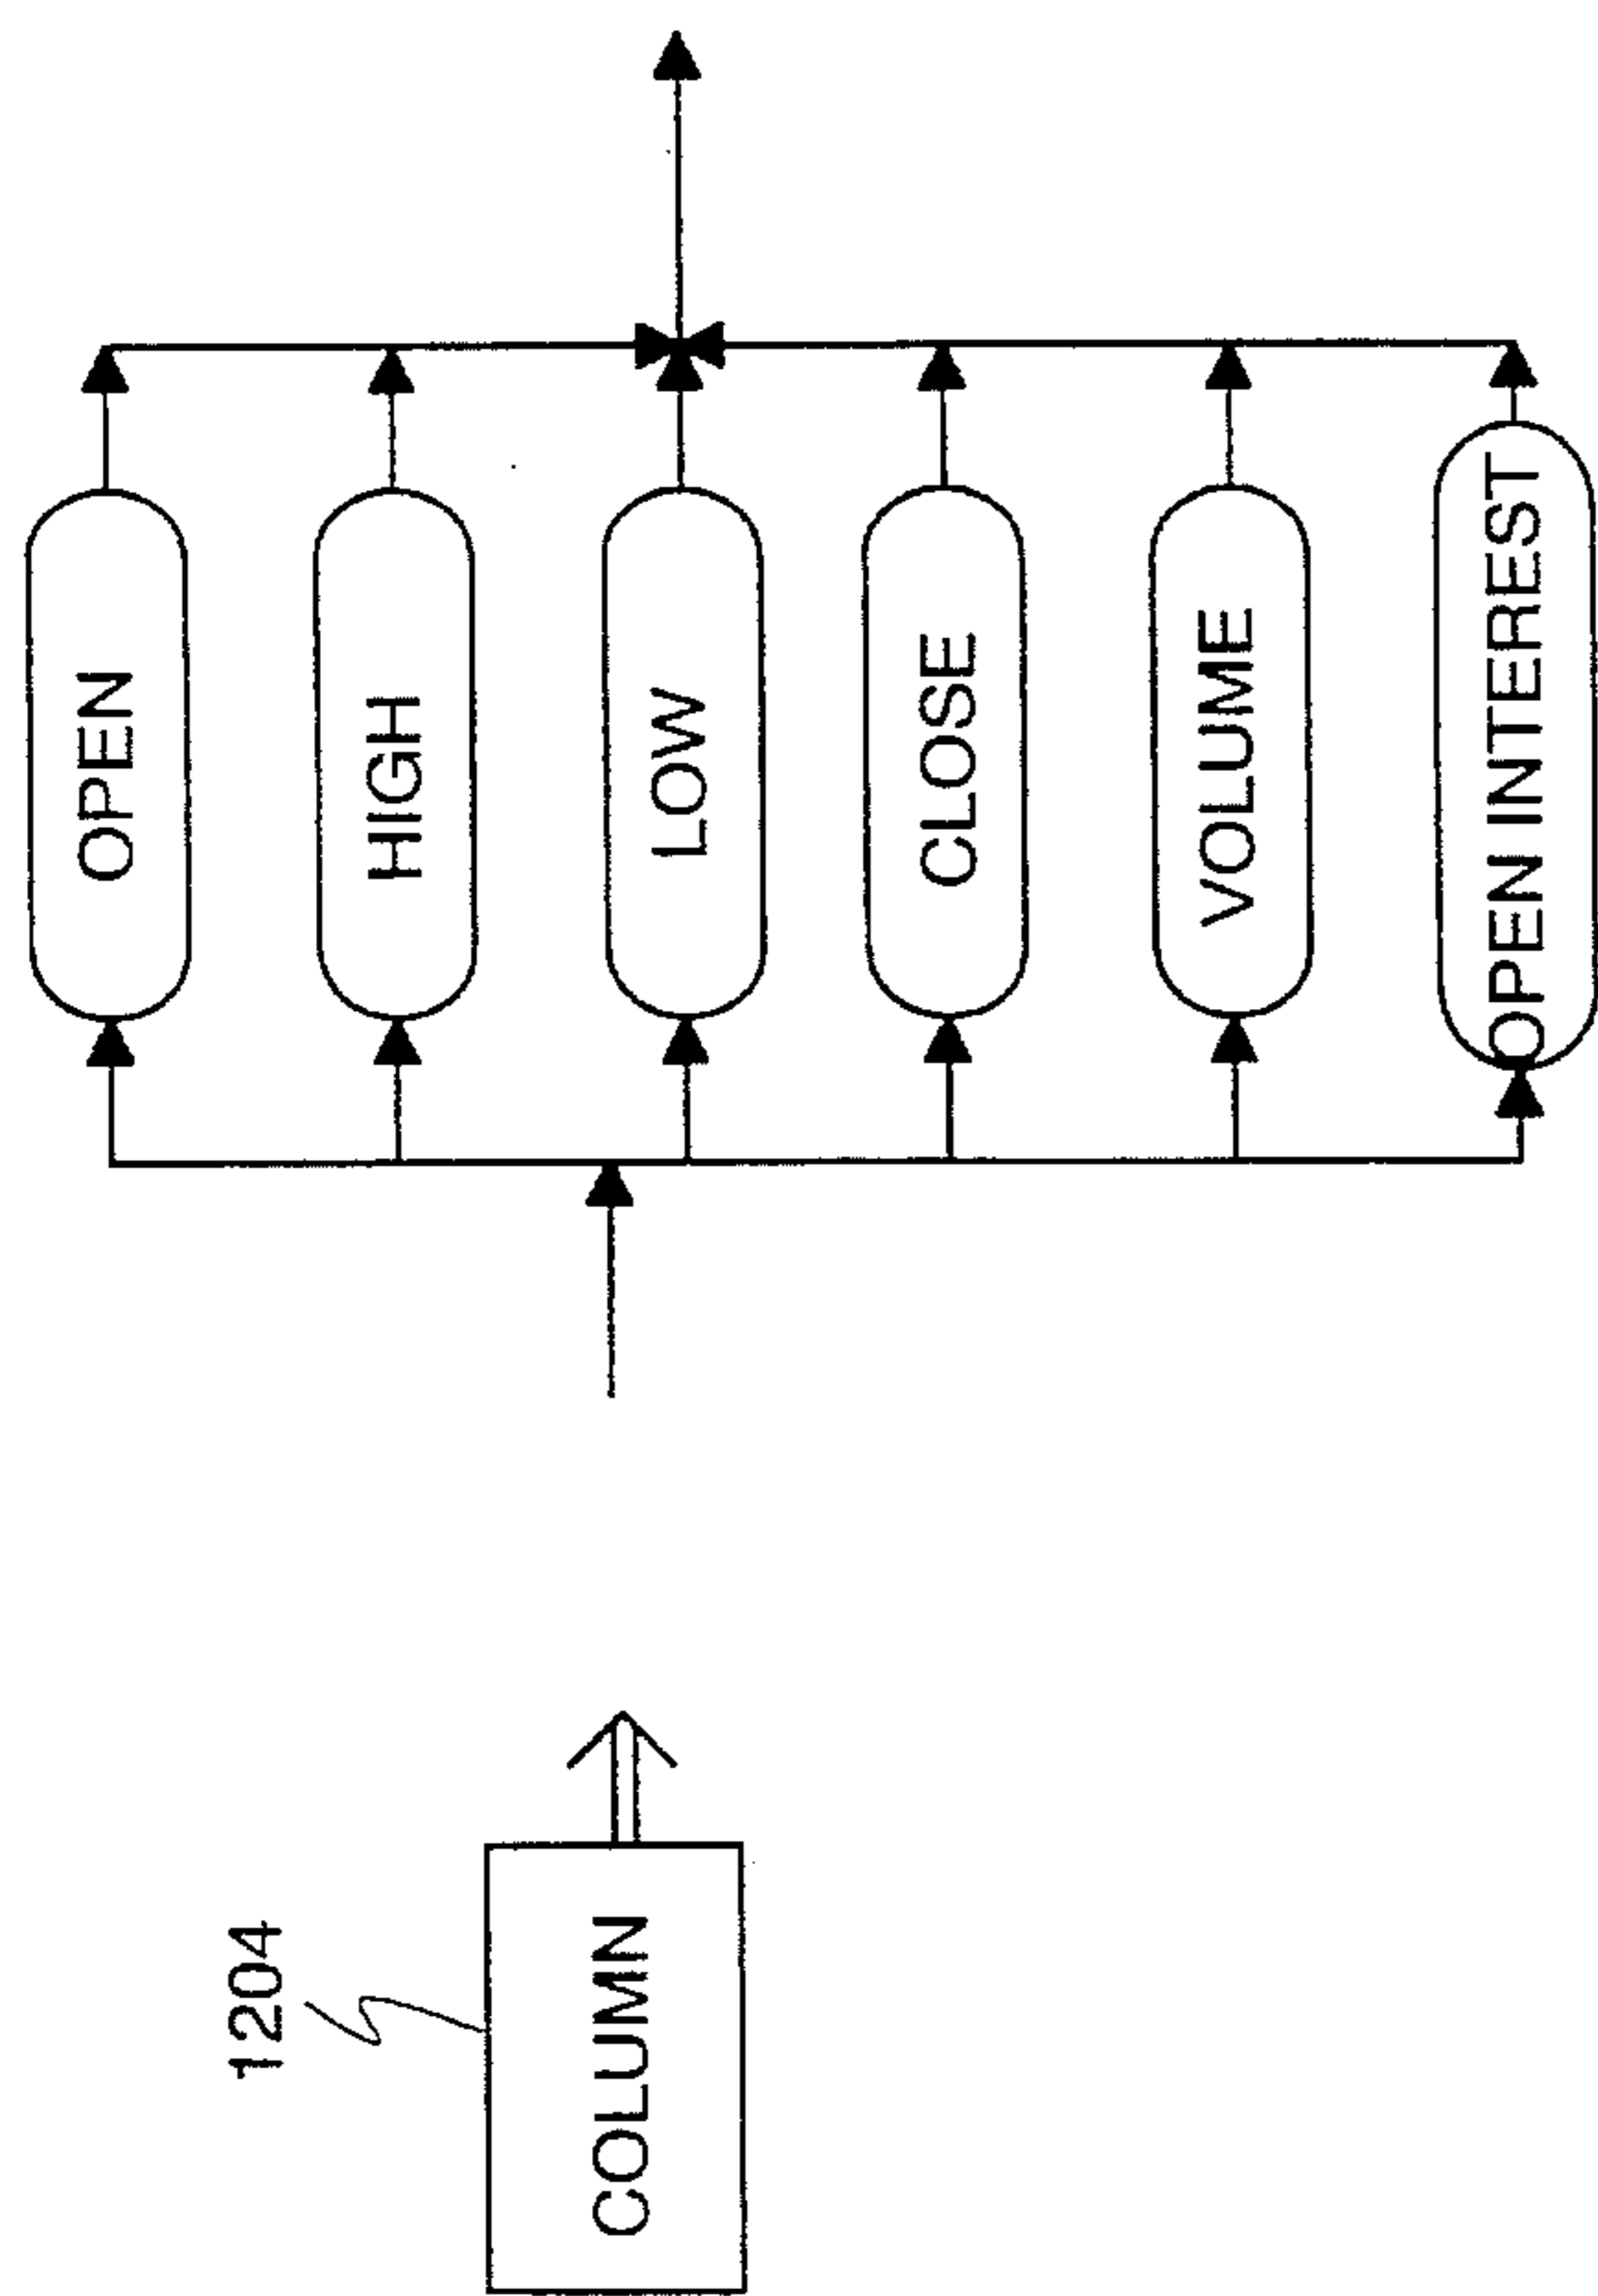 1204
COLUMN
OPEN
HIGH
LOW
CLOSE
VOLUME
OPEN INTEREST